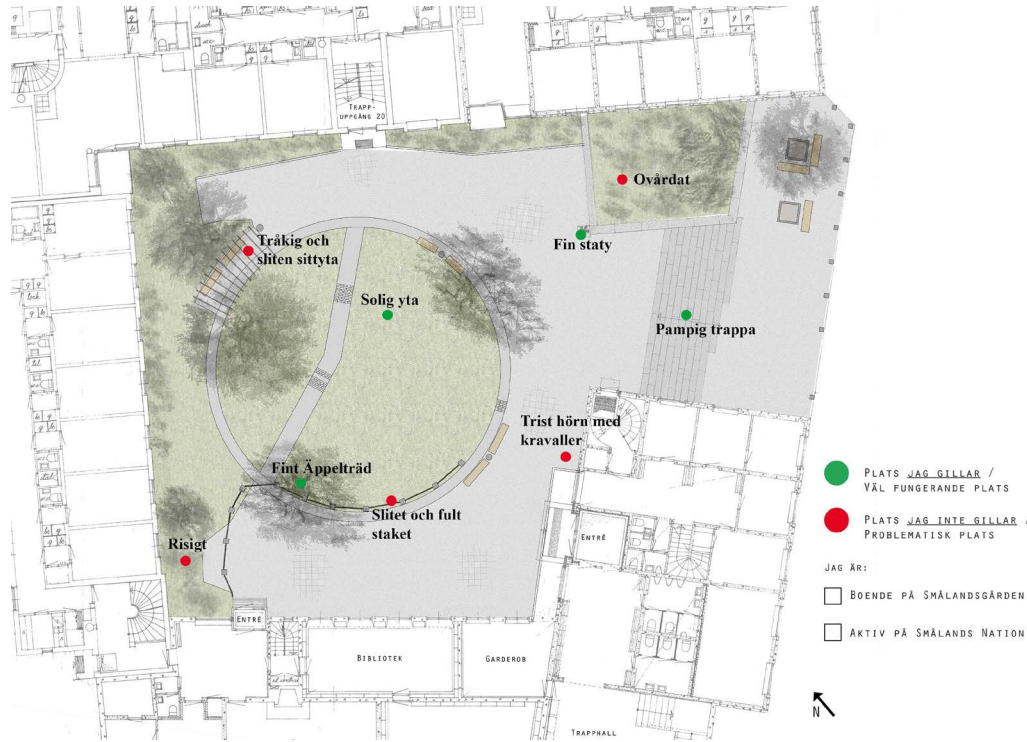 TRAPP-
UPPGÅNG 20
Ovårdat
Fin staty
Tråkig och
sliten sittyta
Solig yta
Pampig trappa
Trist hörn med
kravaller
Fint Äppelträd
Slitet och fult
staket
Risigt
ENTRÉ
ENTRÉ
BIBLIOTEK
GARDEROB
TRAPPHALL
PLATS JAG GILLAR /
VÄL FUNGERANDE PLATS
PLATS JAG INTE GILLAR /
PROBLEMATISK PLATS
JAG ÄR:
BOENDE PÅ SMÅLANDSGÅRDEN
AKTIV PÅ SMÅLANDS NATION
N